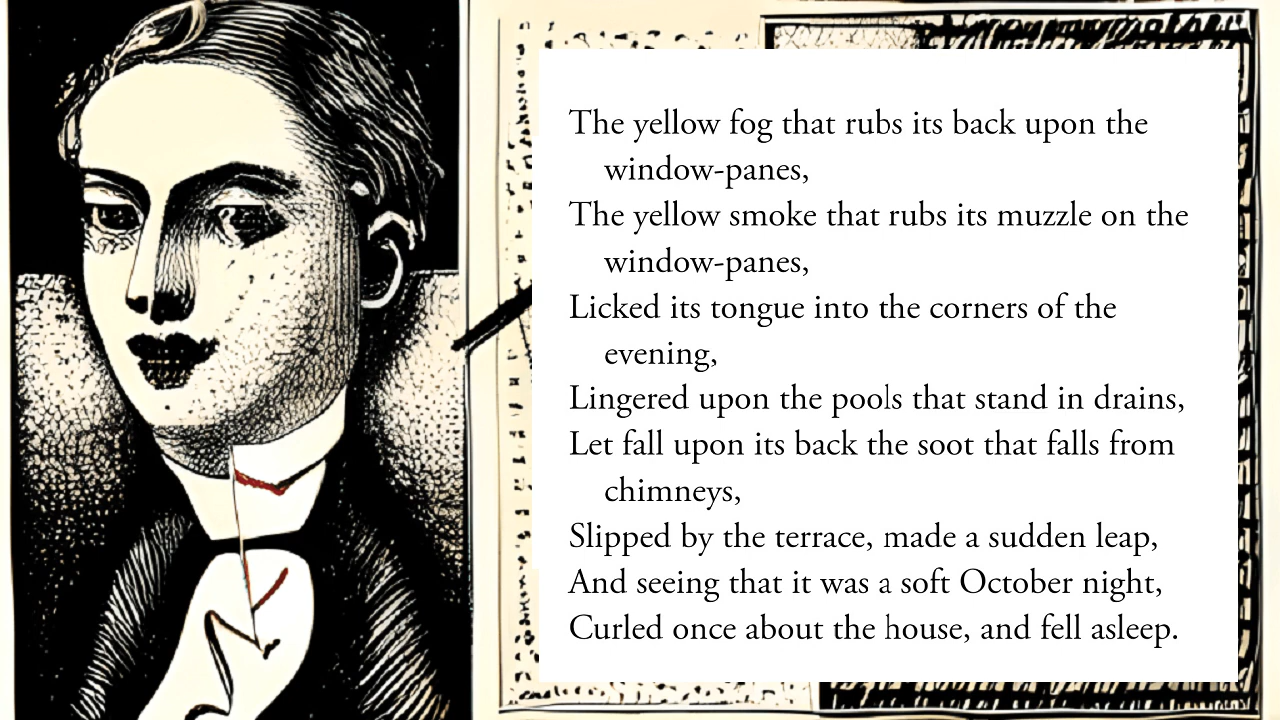 The yellow fog that rubs its back upon the
window-panes,
The yellow smoke that rubs its muzzle on the
window-panes,
Licked its tongue into the corners of the
evening,
Lingered upon the pools that stand in drains,
Let fall upon its back the soot that falls from
chimneys,
Slipped by the terrace, made a sudden leap,
And seeing that it was a soft October night,
Curled once about the house, and fell asleep.